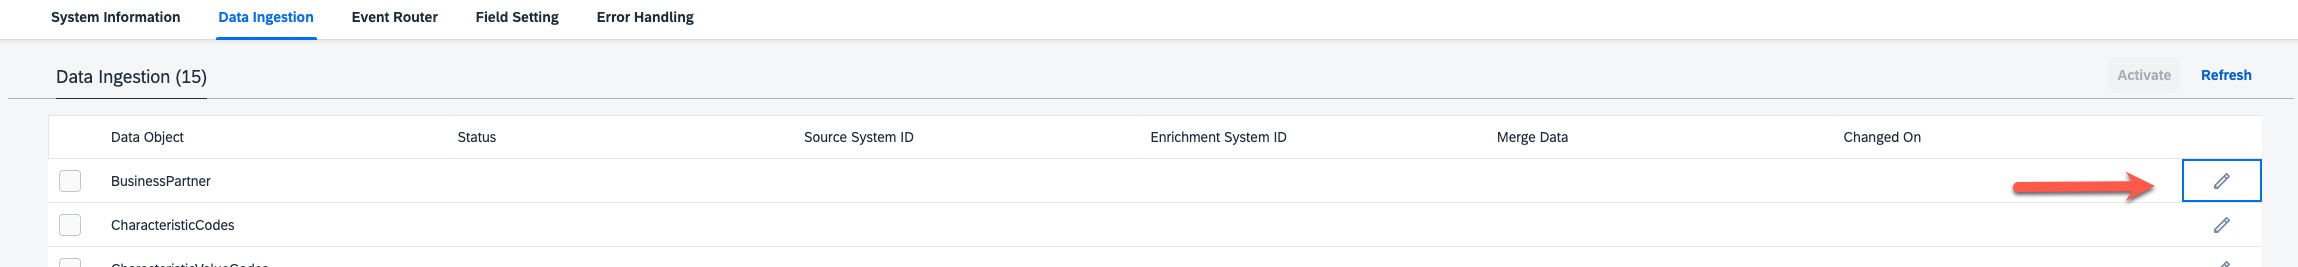 System Information Data Ingestion Event Router Field Setting Error Handling
Data Ingestion (15) Activate Refresh
Data Object Status Source System ID Enrichment System ID Merge Data Changed On
BusinessPartner
CharacteristicCodes
CharacteristicValueCodes